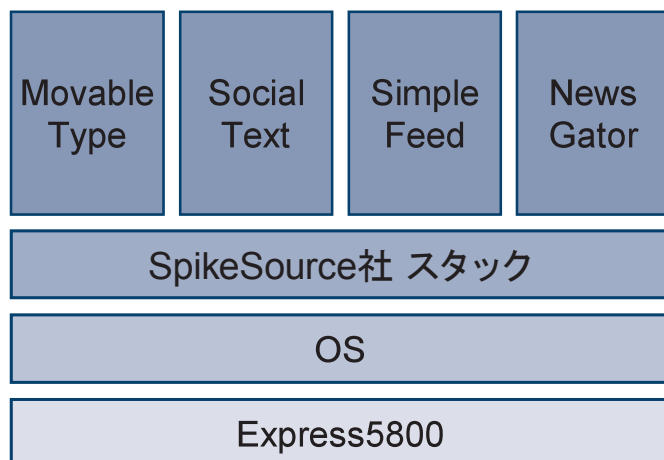 Movable
Type
Social
Text
Simple
Feed
News
Gator
SpikeSource社 スタック
OS
Express5800